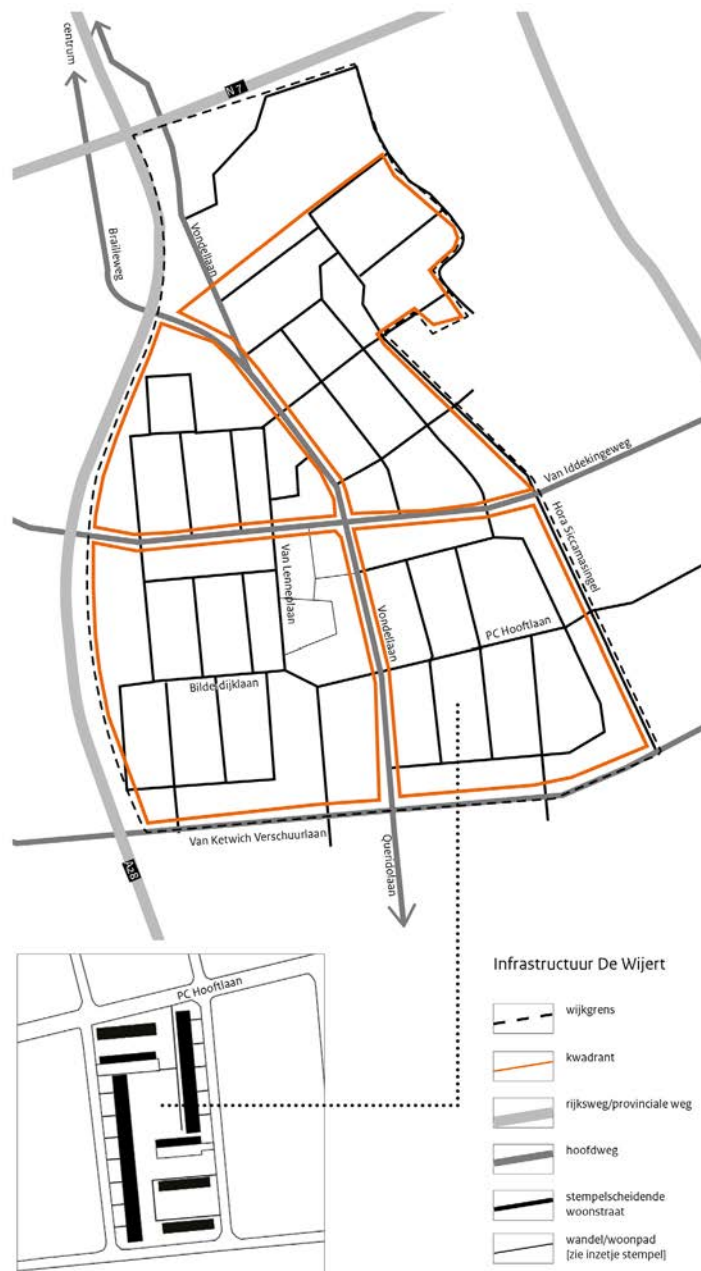 centrum
N7
Brailleweg
Vondellaan
Van Iddekingeweg
Hora Siccamasingel
Van Lenneplaan
Vondellaan
PC Hooftlaan
Bilderdijklaan
Van Ketwich Verschuurlaan
Queridolaan
A28
PC Hooftlaan
Infrastructuur De Wijert
wijkgrens
kwadrant
rijksweg/provinciale weg
hoofdweg
stempelscheidende
woonstraat
wandel/woonpad
[zie inzetje stempel]